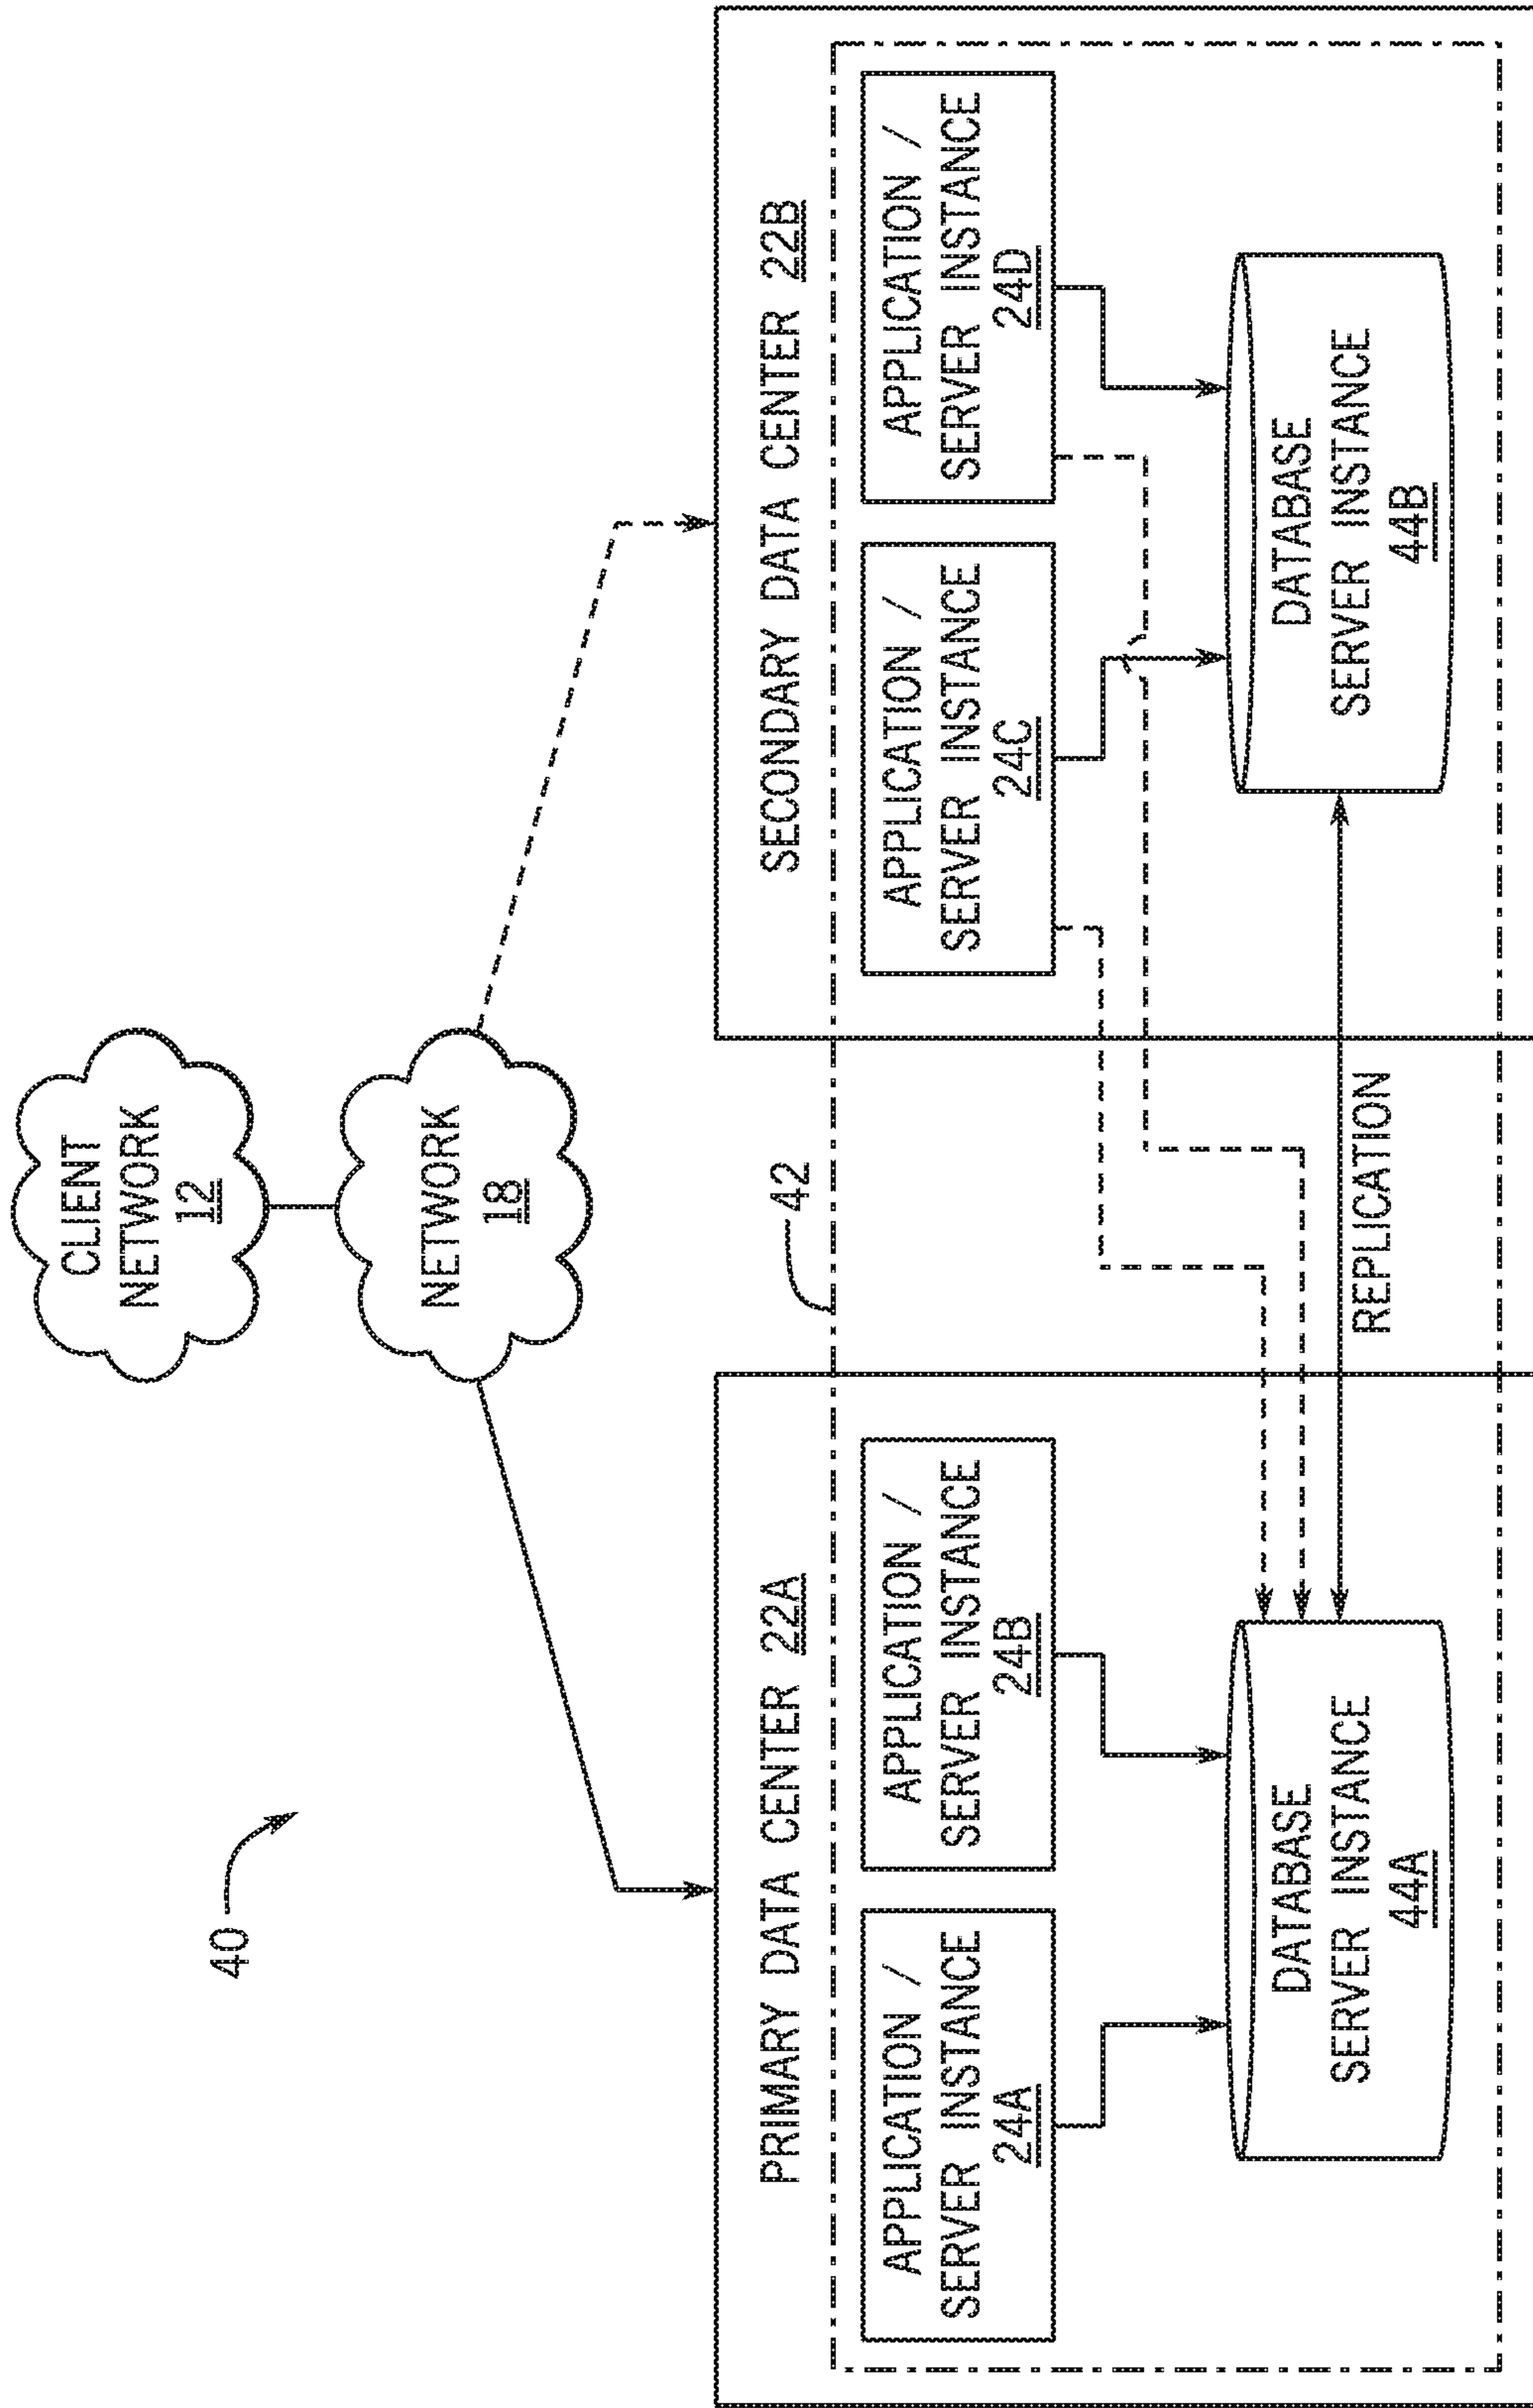 CLIENT
NETWORK
12
NETWORK
18
40
42
PRIMARY DATA CENTER 22A
APPLICATION /
SERVER INSTANCE
24A
APPLICATION /
SERVER INSTANCE
24B
DATABASE
SERVER INSTANCE
44A
REPLICATION
SECONDARY DATA CENTER 22B
APPLICATION /
SERVER INSTANCE
24C
APPLICATION /
SERVER INSTANCE
24D
DATABASE
SERVER INSTANCE
44B